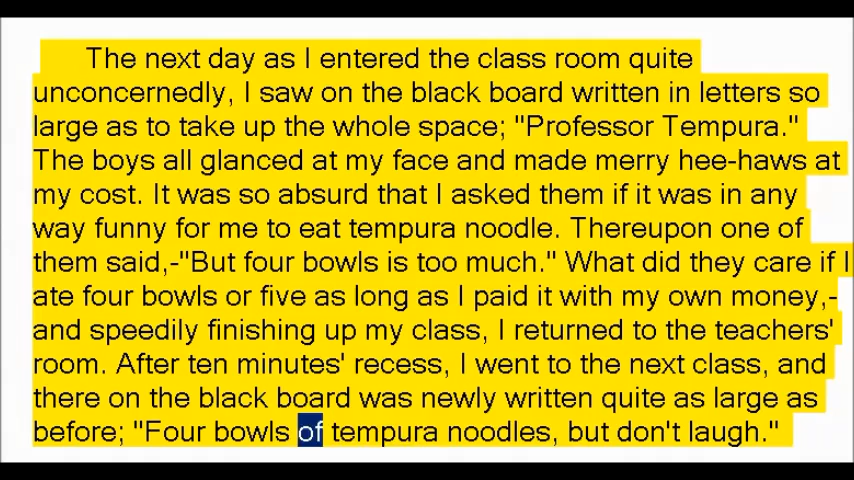 The next day as I entered the class room quite
unconcernedly, I saw on the black board written in letters so
large as to take up the whole space; "Professor Tempura."
The boys all glanced at my face and made merry hee-haws at
my cost. It was so absurd that I asked them if it was in any
way funny for me to eat tempura noodle. Thereupon one of
them said,-"But four bowls is too much." What did they care if I
ate four bowls or five as long as I paid it with my own money,-
and speedily finishing up my class, I returned to the teachers'
room. After ten minutes' recess, I went to the next class, and
there on the black board was newly written quite as large as
before; "Four bowls of tempura noodles, but don't laugh."